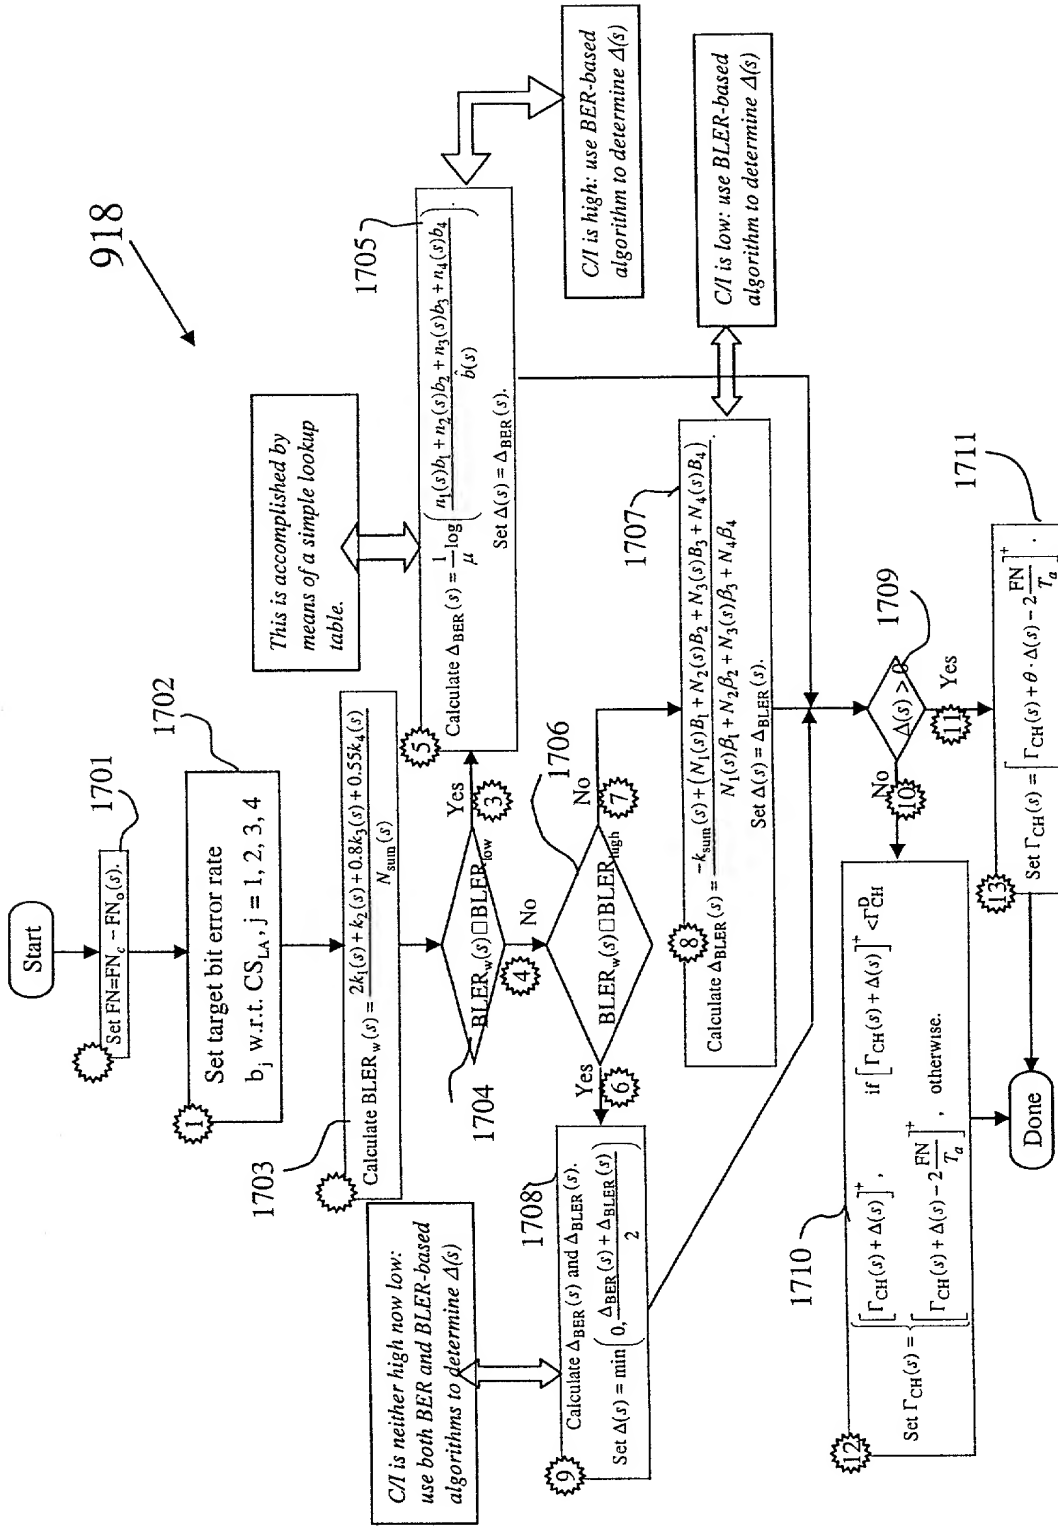 918
Start
1701
Set FN=FN_c − FN_o(s).
1702
1
Set target bit error rate
b_j w.r.t. CS_LA, j = 1, 2, 3, 4
1703
Calculate BLER_w(s) = (2k_1(s) + k_2(s) + 0.8k_3(s) + 0.55k_4(s)) / N_sum(s)
This is accomplished by
means of a simple lookup
table.
1704
BLER_w(s)□BLER_low
Yes
3
No
4
1705
5
Calculate Δ_BER(s) = (1/μ) log( (n_1(s)b_1 + n_2(s)b_2 + n_3(s)b_3 + n_4(s)b_4) / b̂(s) ).
Set Δ(s) = Δ_BER(s).
C/I is high: use BER-based
algorithm to determine Δ(s)
1706
BLER_w(s)□BLER_high
Yes
6
No
7
1707
8
Calculate Δ_BLER(s) = (−k_sum(s) + (N_1(s)B_1 + N_2(s)B_2 + N_3(s)B_3 + N_4(s)B_4)) / (N_1(s)β_1 + N_2β_2 + N_3(s)β_3 + N_4β_4).
Set Δ(s) = Δ_BLER(s).
C/I is low: use BLER-based
algorithm to determine Δ(s)
C/I is neither high now low:
use both BER and BLER-based
algorithms to determine Δ(s)
1708
9
Calculate Δ_BER(s) and Δ_BLER(s).
Set Δ(s) = min( 0, (Δ_BER(s) + Δ_BLER(s)) / 2 )
1709
Δ(s) > 0
No
10
Yes
11
1710
12
Set Γ_CH(s) = { [Γ_CH(s) + Δ(s)]^+, if [Γ_CH(s) + Δ(s)]^+ < Γ^D_CH
[Γ_CH(s) + Δ(s) − 2 FN/T_a]^+, otherwise.
1711
13
Set Γ_CH(s) = [Γ_CH(s) + θ · Δ(s) − 2 FN/T_a]^+.
Done